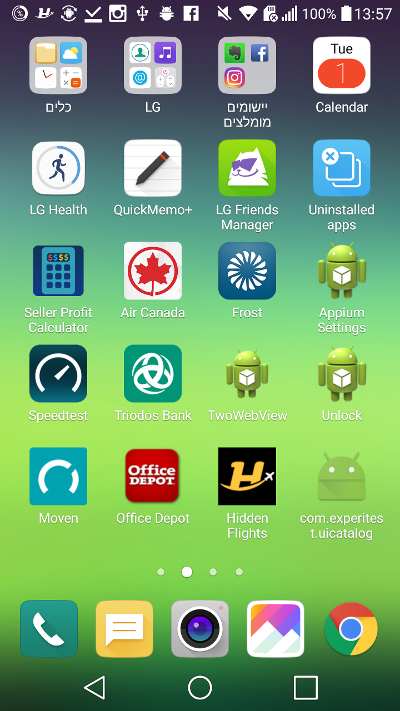 100% 13:57
Tue
1
כלים
LG
יישומים
מומלצים
Calendar
LG Health
QuickMemo+
LG Friends
Manager
Uninstalled
apps
$$$$
Seller Profit
Calculator
Air Canada
Frost
Appium
Settings
Speedtest
Triodos Bank
TwoWebView
Unlock
Office
DEPOT
H
Moven
Office Depot
Hidden
Flights
com.experites
t.uicatalog